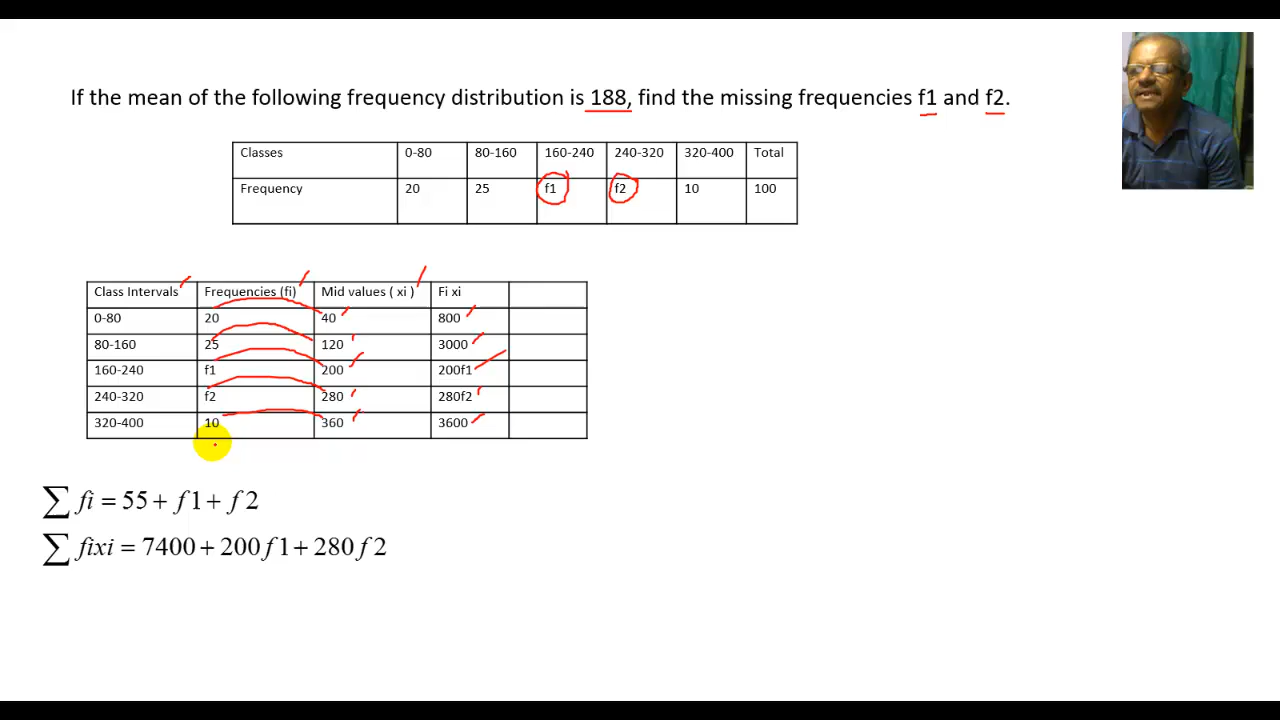 If the mean of the following frequency distribution is 188, find the missing frequencies f1 and f2.
Classes 0-80 80-160 160-240 240-320 320-400 Total
Frequency 20 25 f1 f2 10 100
Class Intervals Frequencies (fi) Mid values ( xi ) Fi xi
0-80 20 40 800
80-160 25 120 3000
160-240 f1 200 200f1
240-320 f2 280 280f2
320-400 10 360 3600
∑ fi = 55 + f1 + f2
∑ fixi = 7400 + 200f1 + 280f2